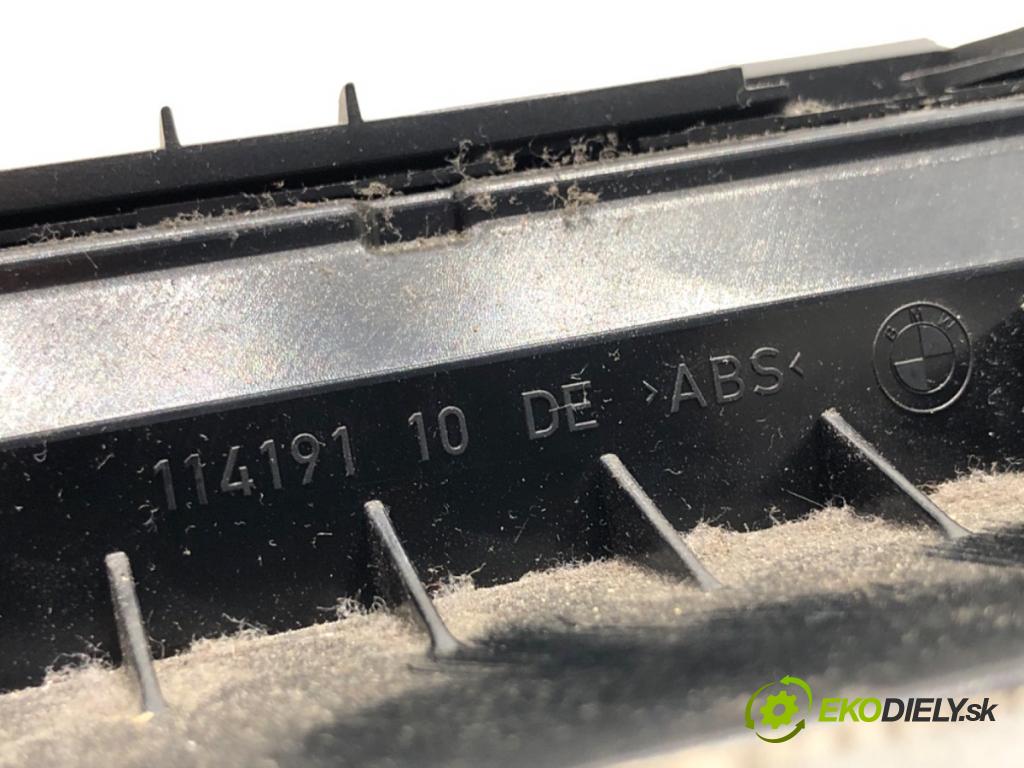 BMW
114191 10 DE >ABS<
EKODIELY.sk